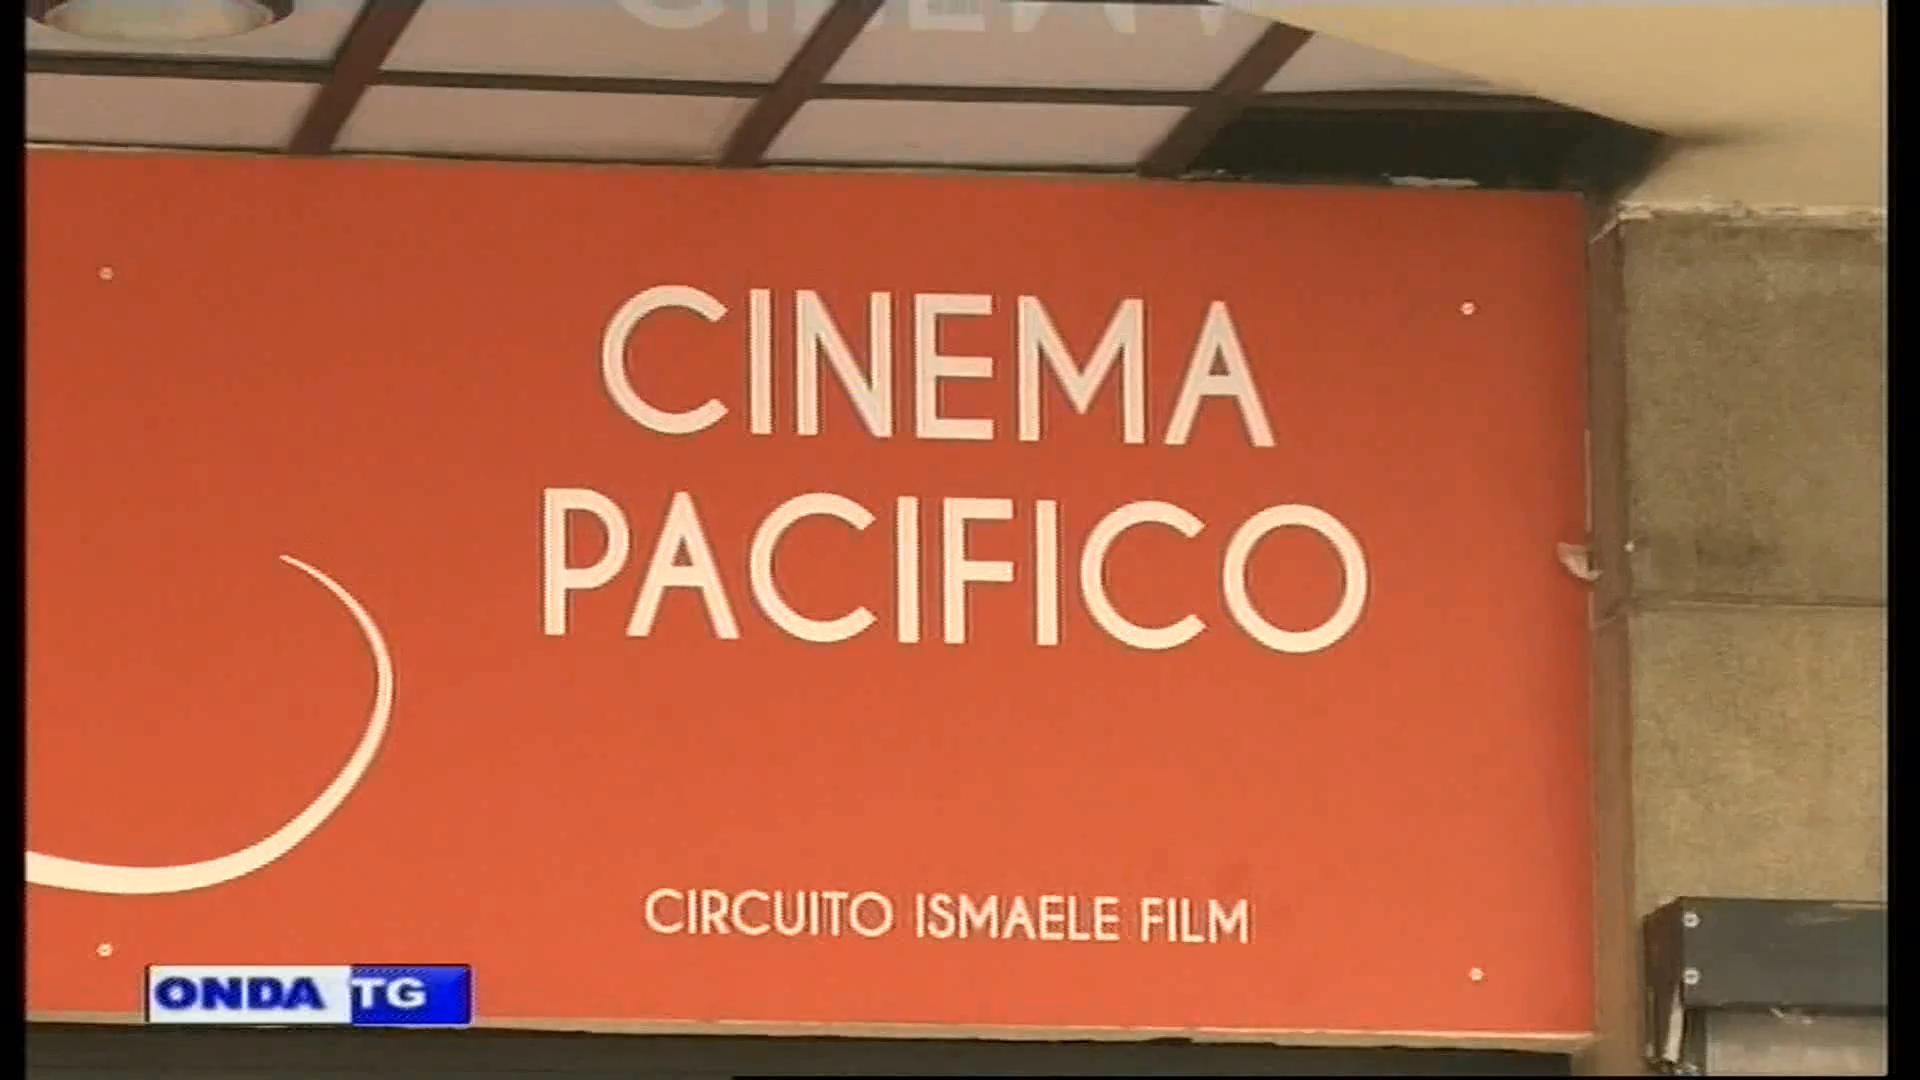 CINEMA
PACIFICO
CIRCUITO ISMAELE FILM
ONDA TG